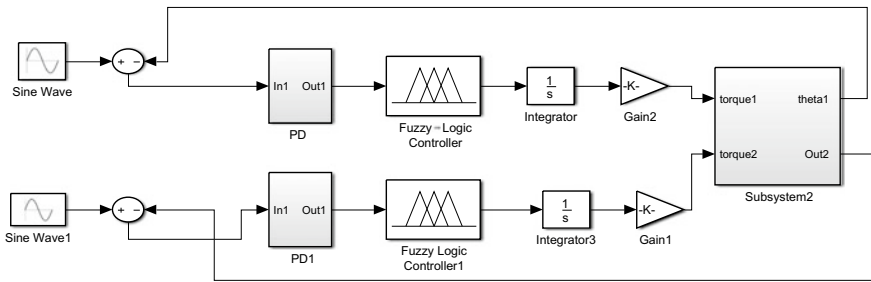 + −
Sine Wave
In1 Out1
PD
Fuzzy-Logic
Controller
1
s
Integrator
-K-
Gain2
torque1 theta1
torque2 Out2
Subsystem2
+ −
Sine Wave1
In1 Out1
PD1
Fuzzy Logic
Controller1
1
s
Integrator3
-K-
Gain1